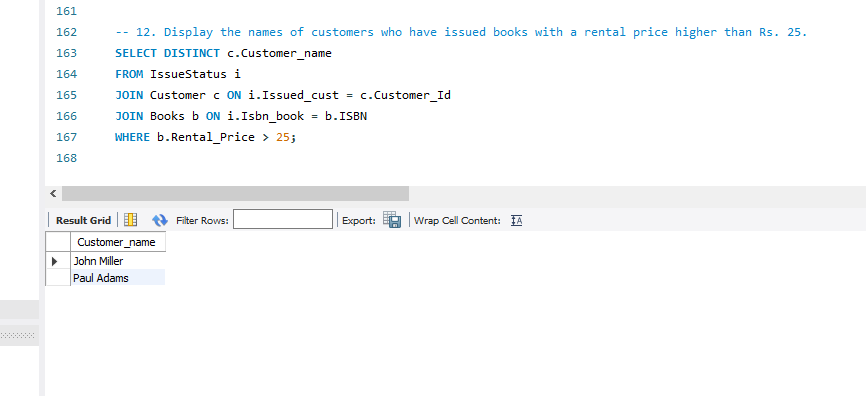 161
162 -- 12. Display the names of customers who have issued books with a rental price higher than Rs. 25.
163 SELECT DISTINCT c.Customer_name
164 FROM IssueStatus i
165 JOIN Customer c ON i.Issued_cust = c.Customer_Id
166 JOIN Books b ON i.Isbn_book = b.ISBN
167 WHERE b.Rental_Price > 25;
168
Result Grid Filter Rows: Export: Wrap Cell Content:
Customer_name
John Miller
Paul Adams